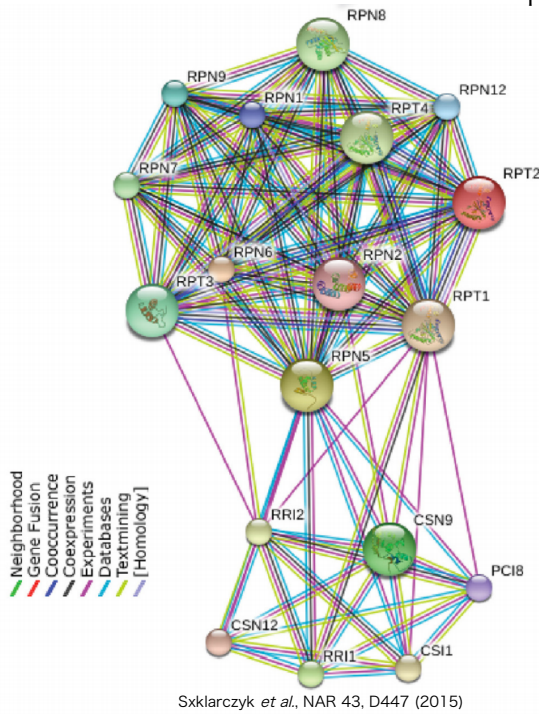 RPN8
RPN9
RPN1
RPT4
RPN12
RPN7
RPT2
RPN6
RPN2
RPT3
RPT1
RPN5
RRI2
CSN9
PCI8
CSN12
RRI1
CSI1
Neighborhood
Gene Fusion
Cooccurrence
Coexpression
Experiments
Databases
Textmining
[Homology]
Sxklarczyk et al., NAR 43, D447 (2015)